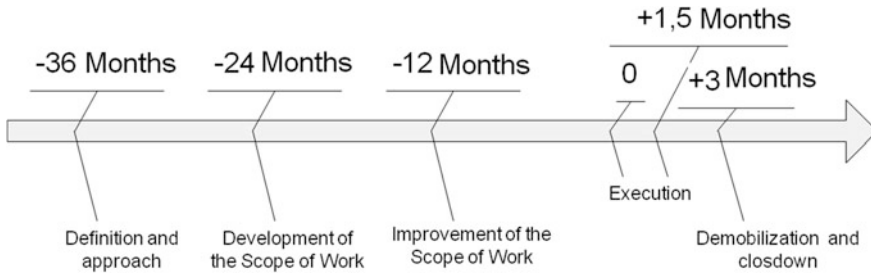 +1,5 Months
-36 Months
-24 Months
-12 Months
0
+3 Months
Execution
Definition and
approach
Development of
the Scope of Work
Improvement of the
Scope of Work
Demobilization and
closdown